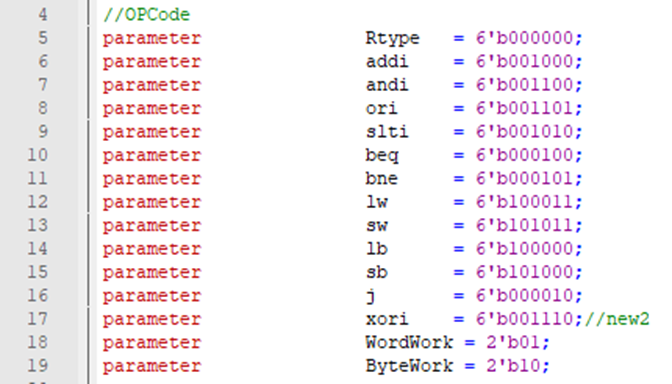 4 //OPCode
5 parameter Rtype = 6'b000000;
6 parameter addi = 6'b001000;
7 parameter andi = 6'b001100;
8 parameter ori = 6'b001101;
9 parameter slti = 6'b001010;
10 parameter beq = 6'b000100;
11 parameter bne = 6'b000101;
12 parameter lw = 6'b100011;
13 parameter sw = 6'b101011;
14 parameter lb = 6'b100000;
15 parameter sb = 6'b101000;
16 parameter j = 6'b000010;
17 parameter xori = 6'b001110;//new2
18 parameter WordWork = 2'b01;
19 parameter ByteWork = 2'b10;